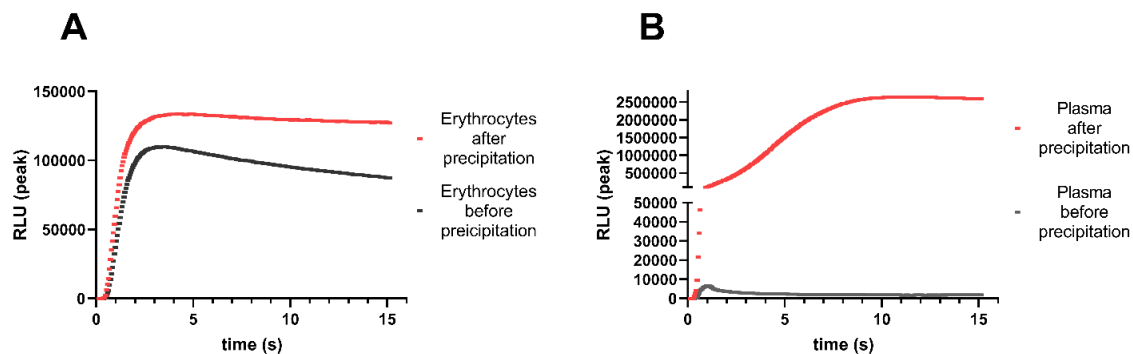 A
RLU (peak)
150000
100000
50000
0
0
5
10
15
time (s)
Erythrocytes
after
precipitation
Erythrocytes
before
preicipitation
B
RLU (peak)
2500000
2000000
1500000
1000000
500000
50000
40000
30000
20000
10000
0
0
5
10
15
time (s)
Plasma
after
precipitation
Plasma
before
precipitation